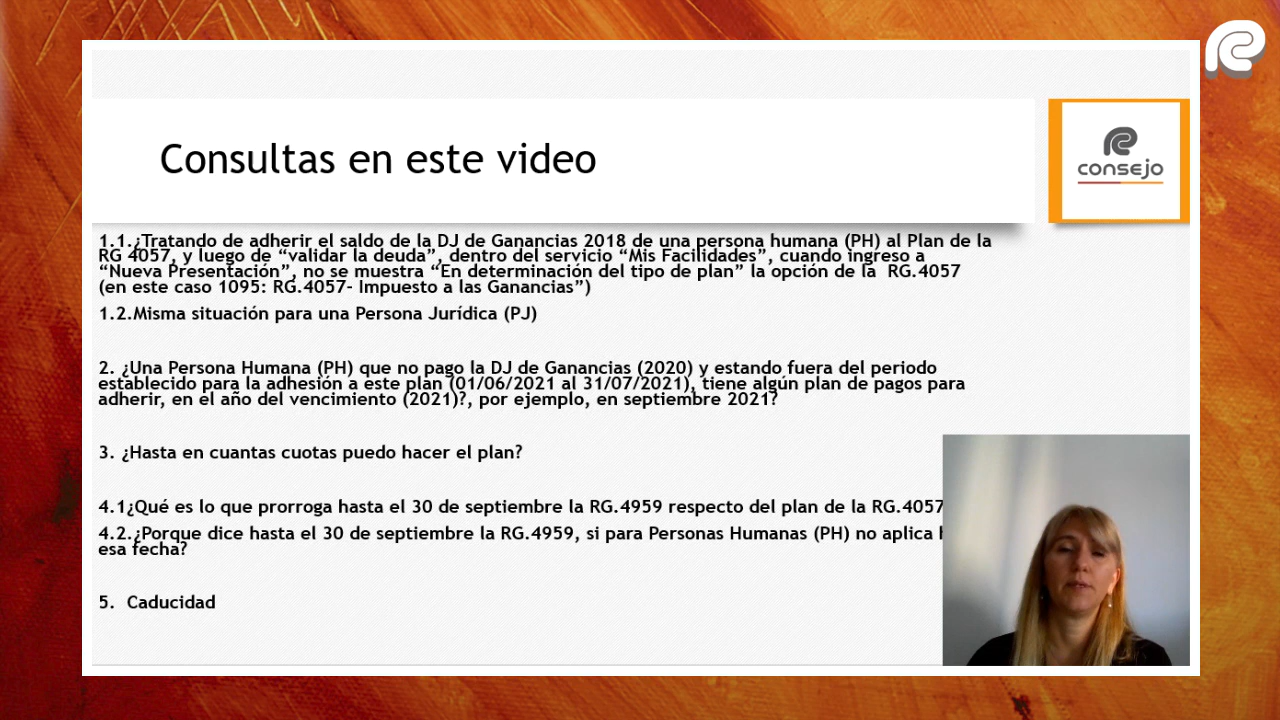 Consultas en este video
consejo
1.1.¿Tratando de adherir el saldo de la DJ de Ganancias 2018 de una persona humana (PH) al Plan de la
RG 4057, y luego de “validar la deuda”, dentro del servicio “Mis Facilidades”, cuando ingreso a
“Nueva Presentación”, no se muestra “En determinación del tipo de plan” la opción de la RG.4057
(en este caso 1095: RG.4057- Impuesto a las Ganancias”)
1.2.Misma situación para una Persona Jurídica (PJ)
2. ¿Una Persona Humana (PH) que no pago la DJ de Ganancias (2020) y estando fuera del periodo
establecido para la adhesión a este plan (01/06/2021 al 31/07/2021), tiene algún plan de pagos para
adherir, en el año del vencimiento (2021)?, por ejemplo, en septiembre 2021?
3. ¿Hasta en cuantas cuotas puedo hacer el plan?
4.1¿Qué es lo que prorroga hasta el 30 de septiembre la RG.4959 respecto del plan de la RG.4057
4.2.¿Porque dice hasta el 30 de septiembre la RG.4959, si para Personas Humanas (PH) no aplica
esa fecha?
5. Caducidad